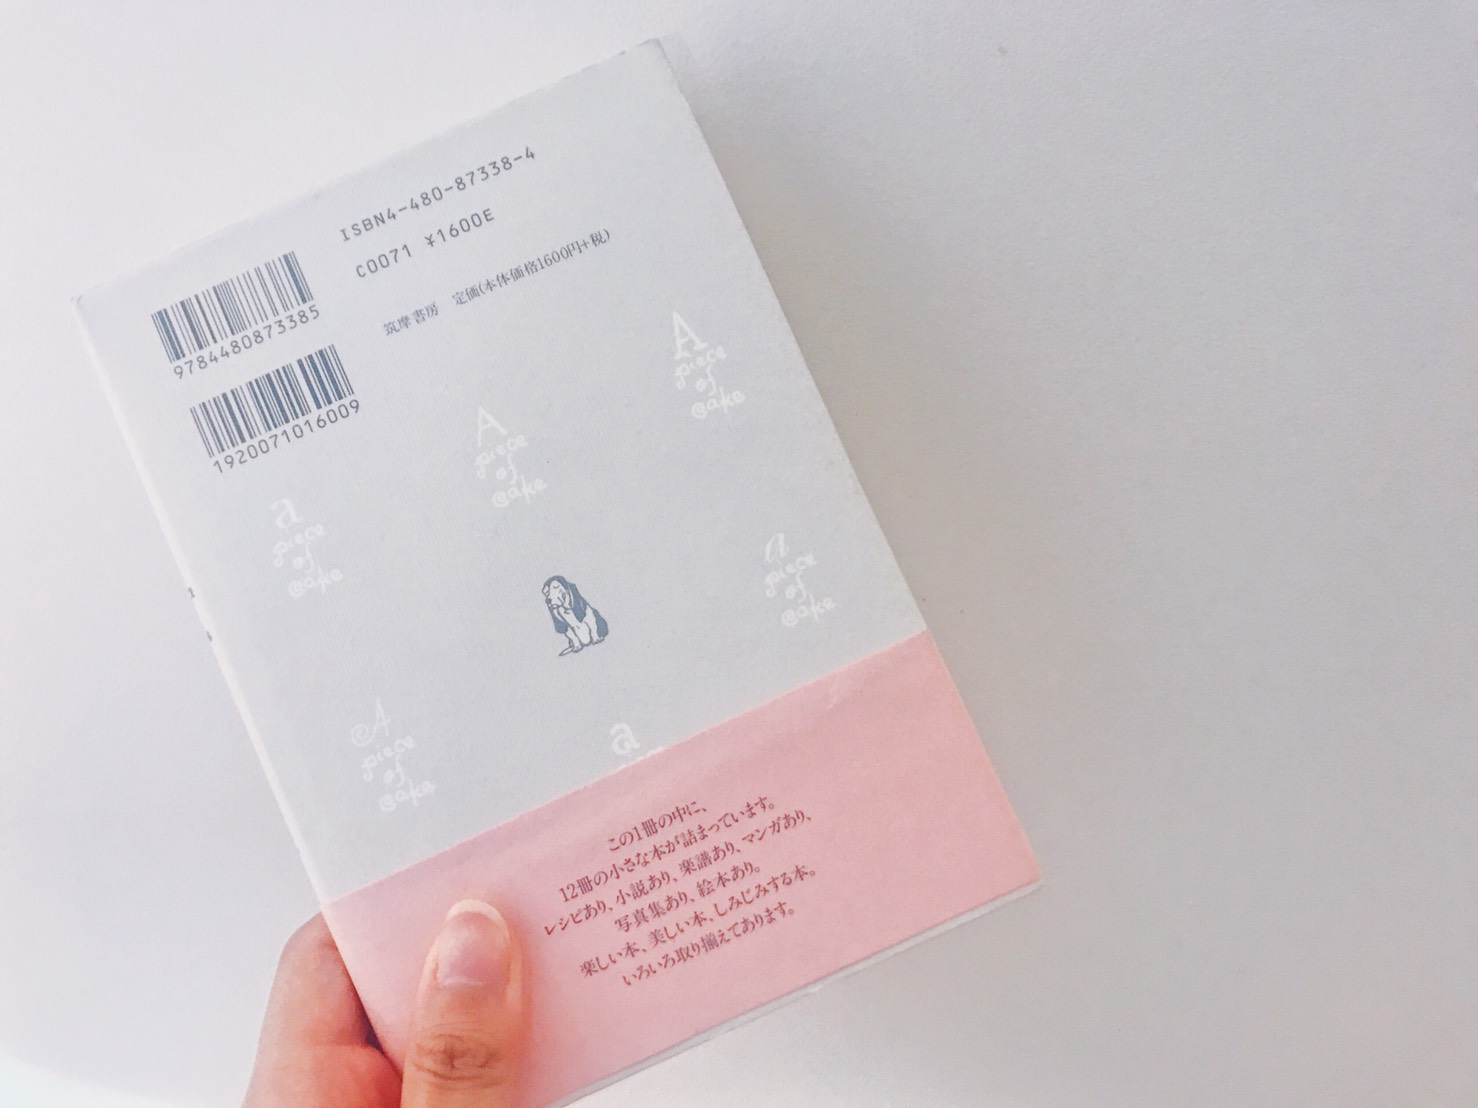 ISBN4-480-87338-4
C0071 ¥1600E
筑摩書房 定価(本体価格1600円+税)
9784480873385
1920071016009
A
piece
of
cake
A
piece
of
cake
a
piece
of
cake
a
piece
of
cake
A
piece
of
cake
a
この1冊の中に、
12冊の小さな本が詰まっています。
レシピあり、小説あり、楽譜あり、マンガあり、
写真集あり、絵本あり。
楽しい本、美しい本、しみじみする本。
いろいろ取り揃えてあります。